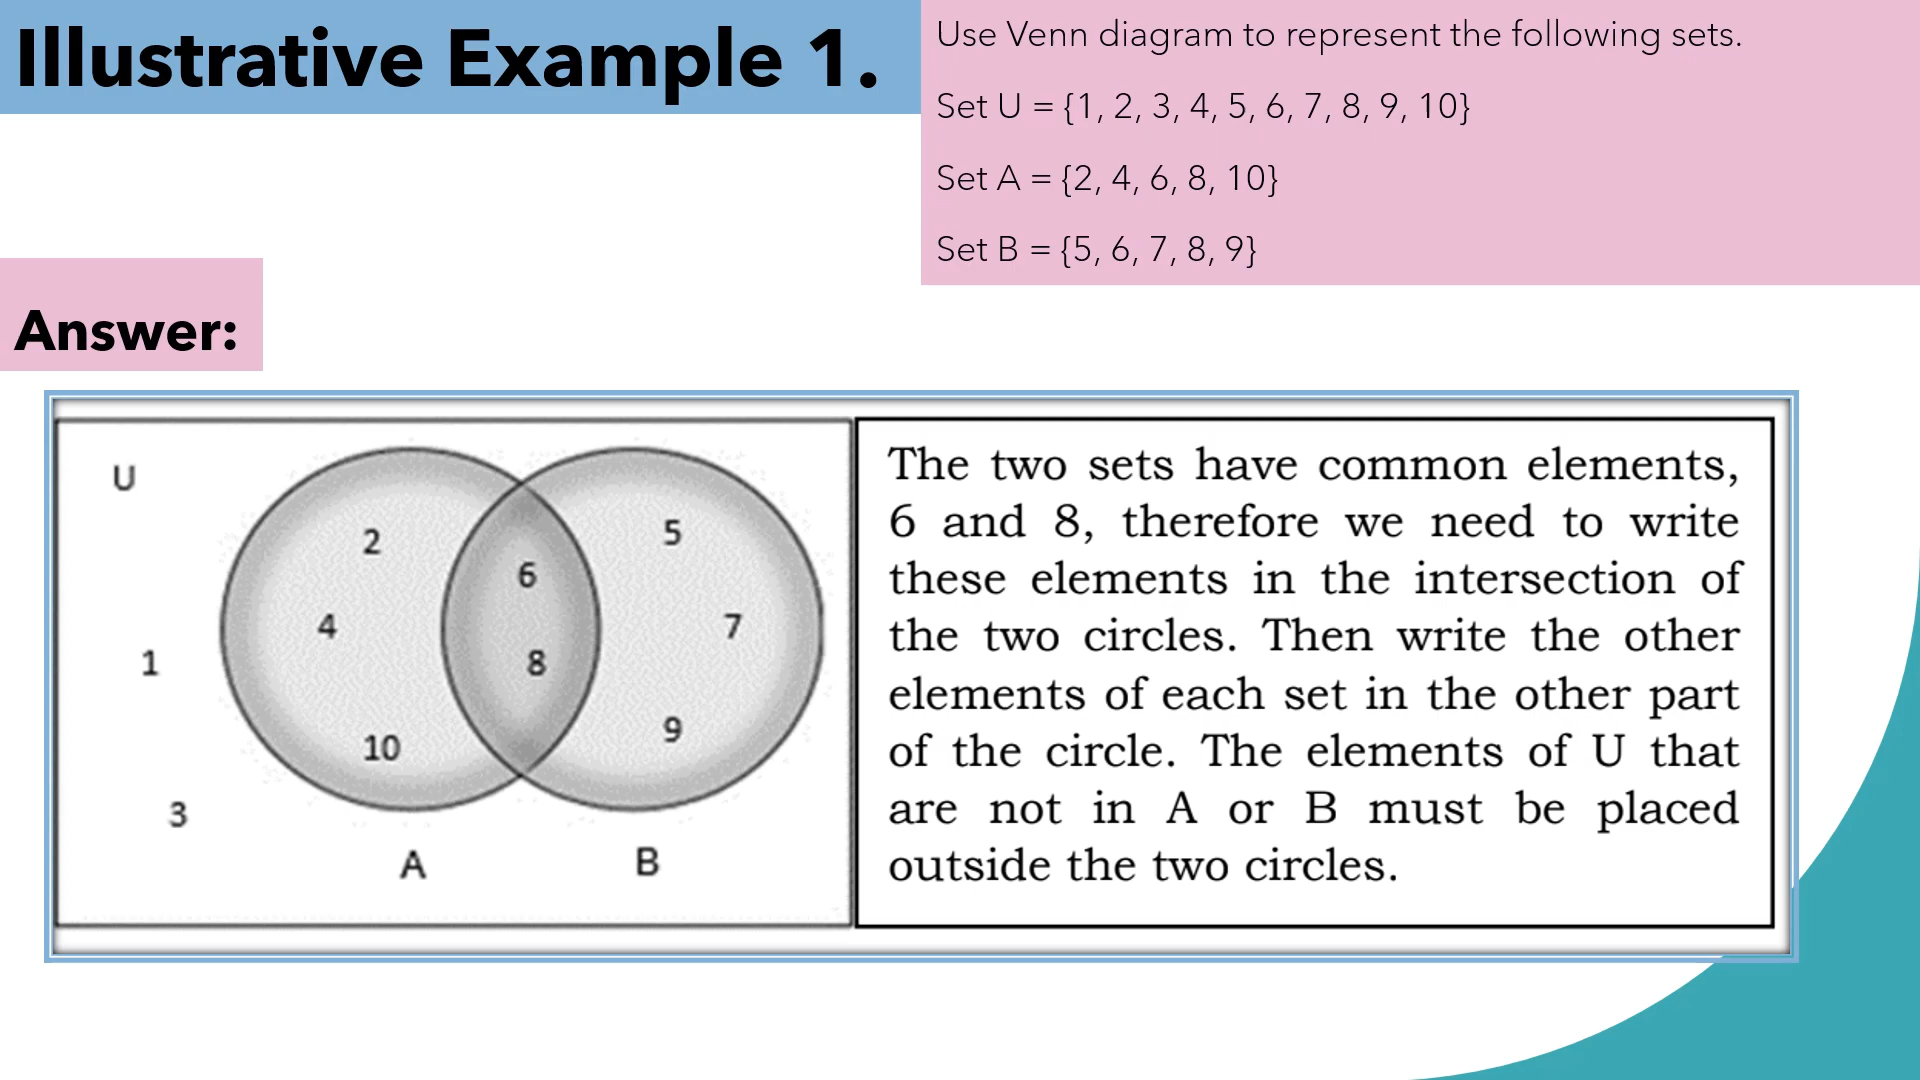 Illustrative Example 1.
Use Venn diagram to represent the following sets.
Set U = {1, 2, 3, 4, 5, 6, 7, 8, 9, 10}
Set A = {2, 4, 6, 8, 10}
Set B = {5, 6, 7, 8, 9}
Answer:
U
2
5
6
4
7
8
1
9
10
3
A
B
The two sets have common elements,
6 and 8, therefore we need to write
these elements in the intersection of
the two circles. Then write the other
elements of each set in the other part
of the circle. The elements of U that
are not in A or B must be placed
outside the two circles.